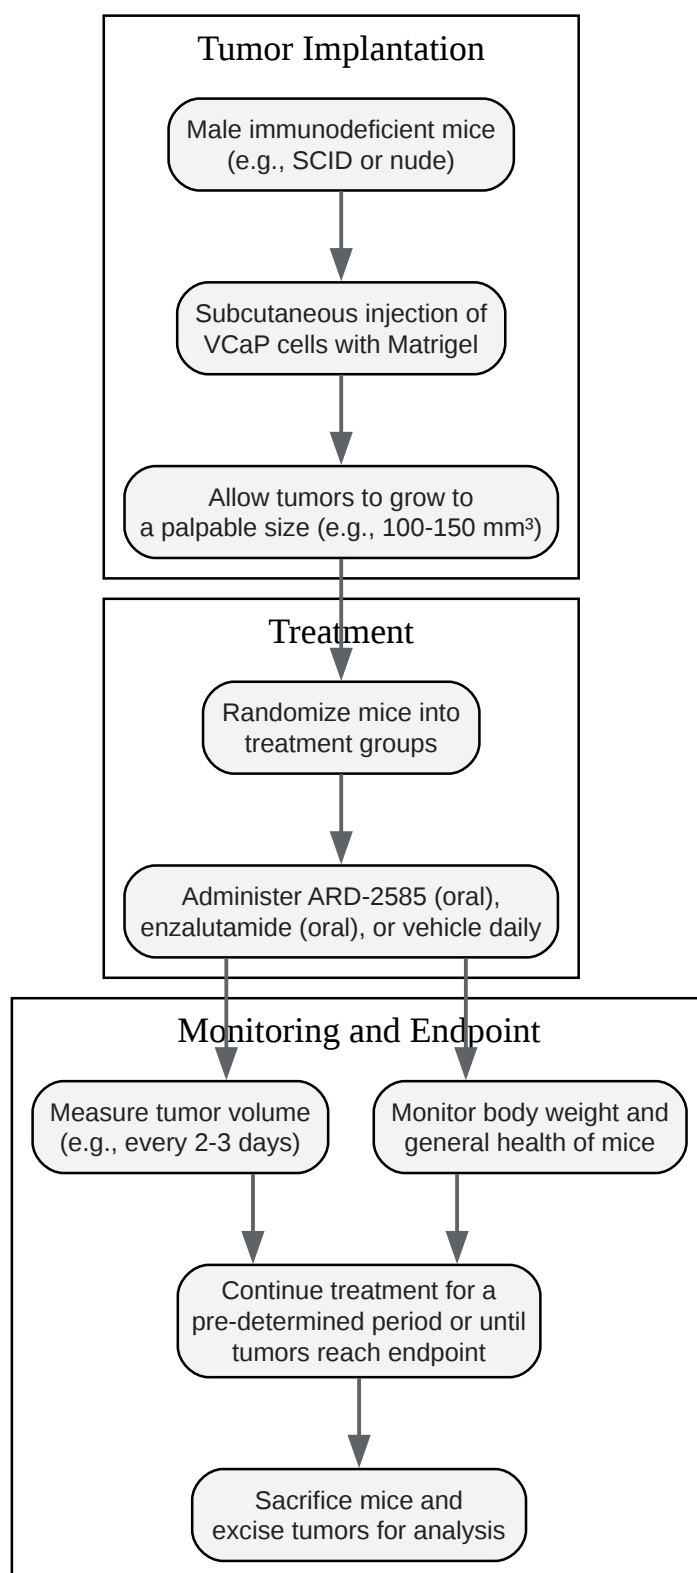 Tumor Implantation
Male immunodeficient mice
(e.g., SCID or nude)
Subcutaneous injection of
VCaP cells with Matrigel
Allow tumors to grow to
a palpable size (e.g., 100-150 mm³)
Treatment
Randomize mice into
treatment groups
Administer ARD-2585 (oral),
enzalutamide (oral), or vehicle daily
Monitoring and Endpoint
Measure tumor volume
(e.g., every 2-3 days)
Monitor body weight and
general health of mice
Continue treatment for a
pre-determined period or until
tumors reach endpoint
Sacrifice mice and
excise tumors for analysis